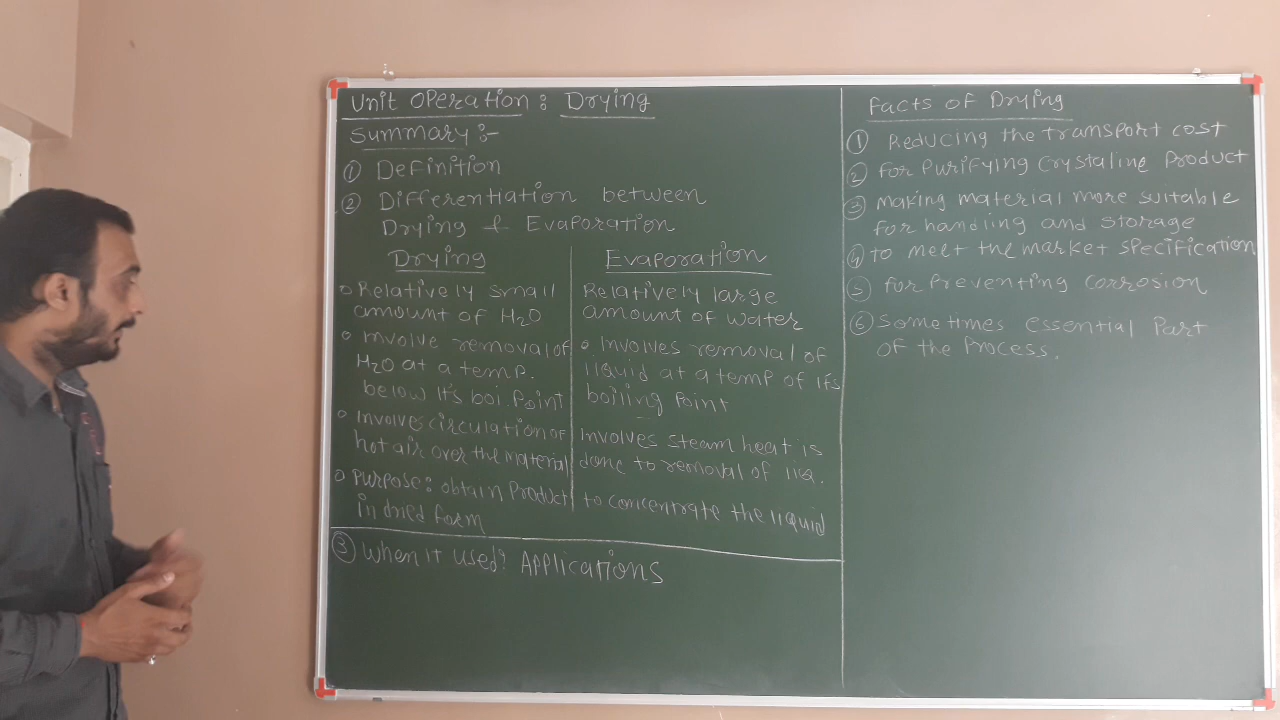 Unit Operation: Drying
Summary:-
① Definition
② Differentiation between
Drying & Evaporation
Drying
Relatively small
amount of H2O
Involve removal of
H2O at a temp.
below it's boi. Point
Involves circulation of
hot air over the material
Purpose: obtain Product
in dried form
Evaporation
Relatively large
amount of water
Involves removal of
liquid at a temp of it's
boiling Point
Involves steam heat is
done to removal of liq.
to concentrate the liquid
③ When it used? Applications
Facts of Drying
① Reducing the transport cost
② for Purifying Crystaline Product
③ making material more suitable
for handling and storage
④ to meet the market specification
⑤ for Preventing corrosion
⑥ Sometimes essential Part
of the Process.